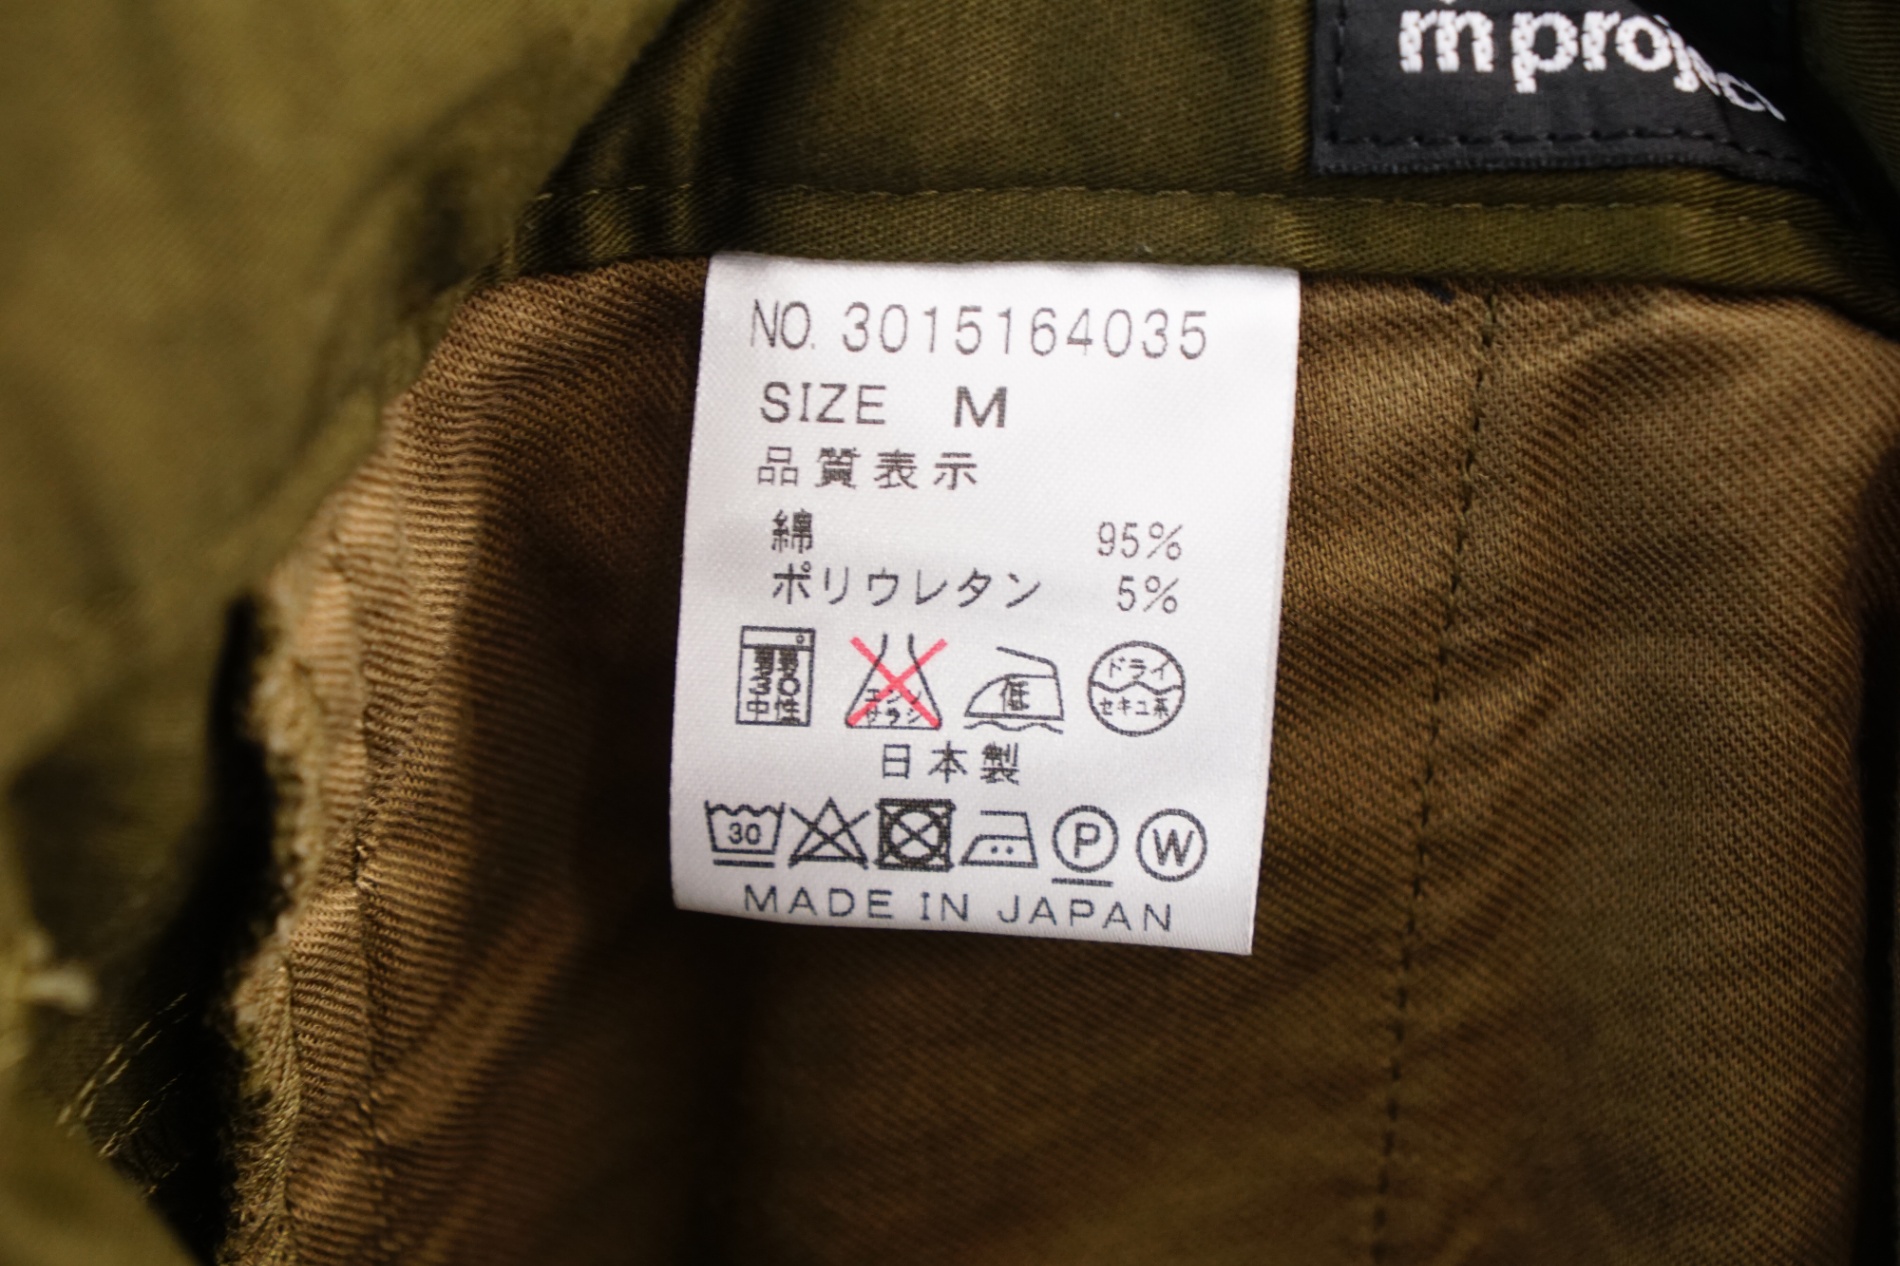 m project
NO. 3015164035
SIZE M
品質表示
綿 95%
ポリウレタン 5%
中性
エンソ
サラシ
低
ドライ
セキユ系
日本製
30
P
W
MADE IN JAPAN